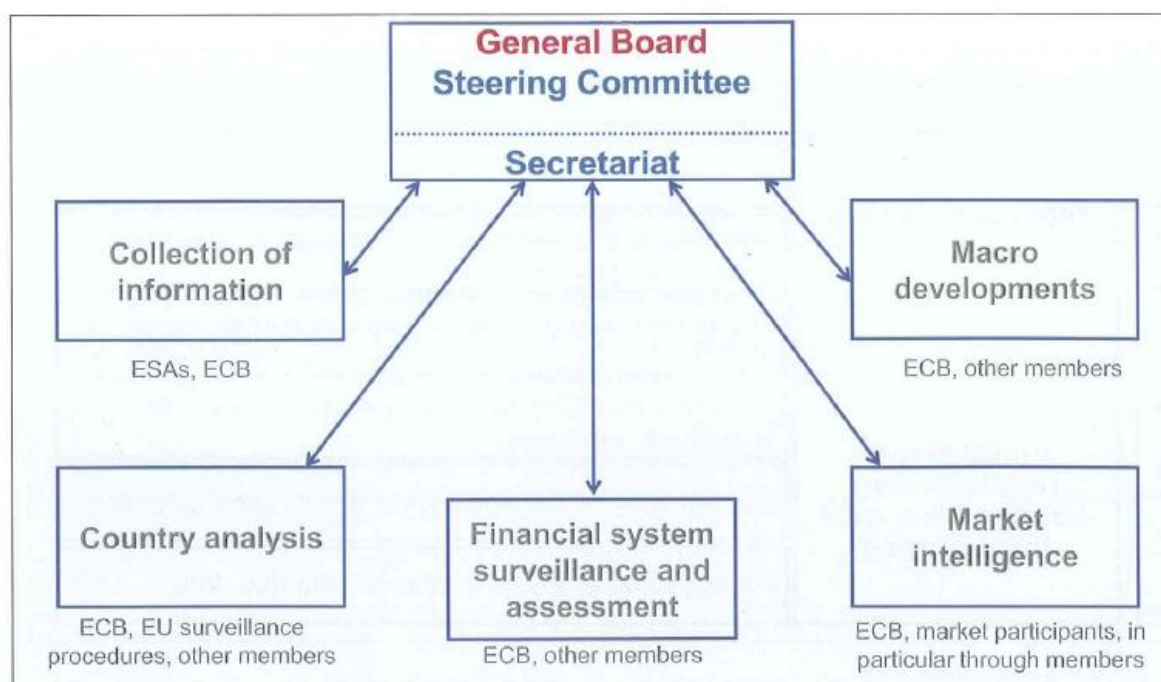 General Board
Steering Committee
Secretariat
Collection of
information
ESAs, ECB
Macro
developments
ECB, other members
Country analysis
ECB, EU surveillance
procedures, other members
Financial system
surveillance and
assessment
ECB, other members
Market
intelligence
ECB, market participants, in
particular through members